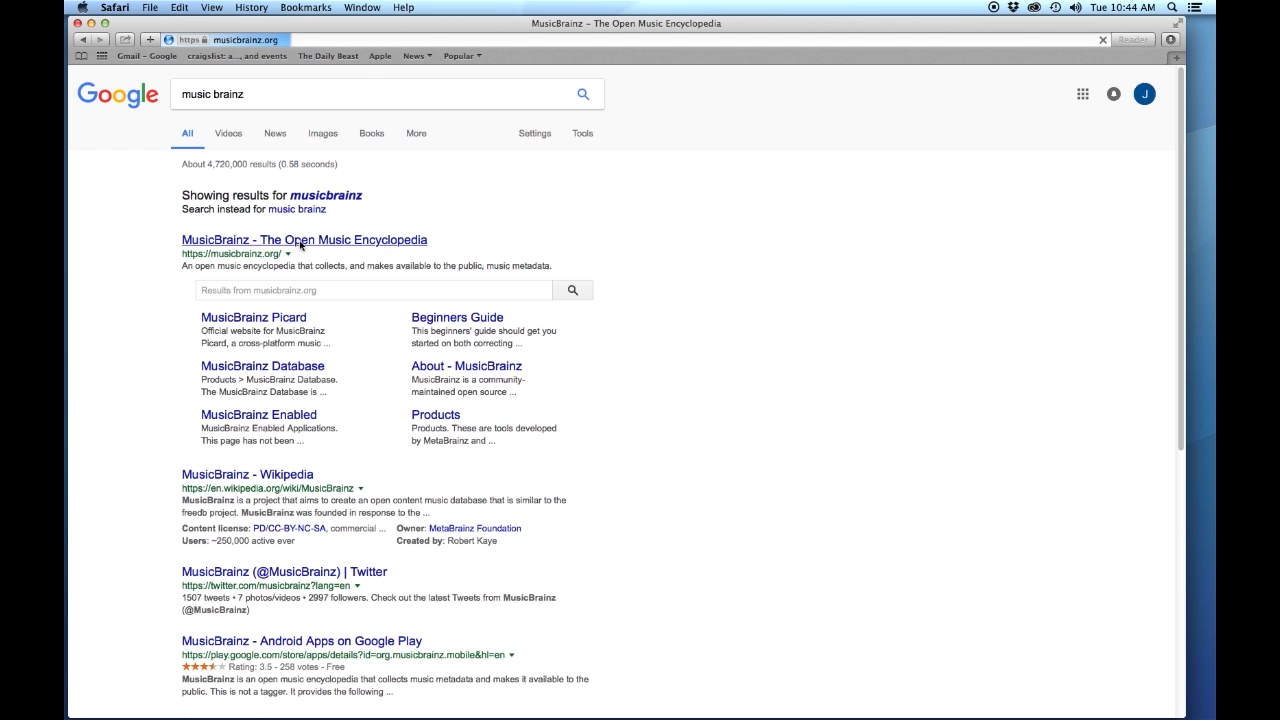 Safari File Edit View History Bookmarks Window Help Tue 10:44 AM
MusicBrainz – The Open Music Encyclopedia
https musicbrainz.org Reader
Gmail – Google craigslist: a..., and events The Daily Beast Apple News Popular
Google music brainz J
All Videos News Images Books More Settings Tools
About 4,720,000 results (0.58 seconds)
Showing results for musicbrainz
Search instead for music brainz
MusicBrainz - The Open Music Encyclopedia
https://musicbrainz.org/
An open music encyclopedia that collects, and makes available to the public, music metadata.
Results from musicbrainz.org
MusicBrainz Picard
Official website for MusicBrainz
Picard, a cross-platform music ...
Beginners Guide
This beginners' guide should get you
started on both correcting ...
MusicBrainz Database
Products > MusicBrainz Database.
The MusicBrainz Database is ...
About - MusicBrainz
MusicBrainz is a community-
maintained open source ...
MusicBrainz Enabled
MusicBrainz Enabled Applications.
This page has not been ...
Products
Products. These are tools developed
by MetaBrainz and ...
MusicBrainz - Wikipedia
https://en.wikipedia.org/wiki/MusicBrainz
MusicBrainz is a project that aims to create an open content music database that is similar to the
freedb project. MusicBrainz was founded in response to the ...
Content license: PD/CC-BY-NC-SA, commercial ... Owner: MetaBrainz Foundation
Users: ~250,000 active ever Created by: Robert Kaye
MusicBrainz (@MusicBrainz) | Twitter
https://twitter.com/musicbrainz?lang=en
1507 tweets • 7 photos/videos • 2997 followers. Check out the latest Tweets from MusicBrainz
(@MusicBrainz)
MusicBrainz - Android Apps on Google Play
https://play.google.com/store/apps/details?id=org.musicbrainz.mobile&hl=en
Rating: 3.5 - 258 votes - Free
MusicBrainz is an open music encyclopedia that collects music metadata and makes it available to the
public. This is not a tagger. It provides the following ...